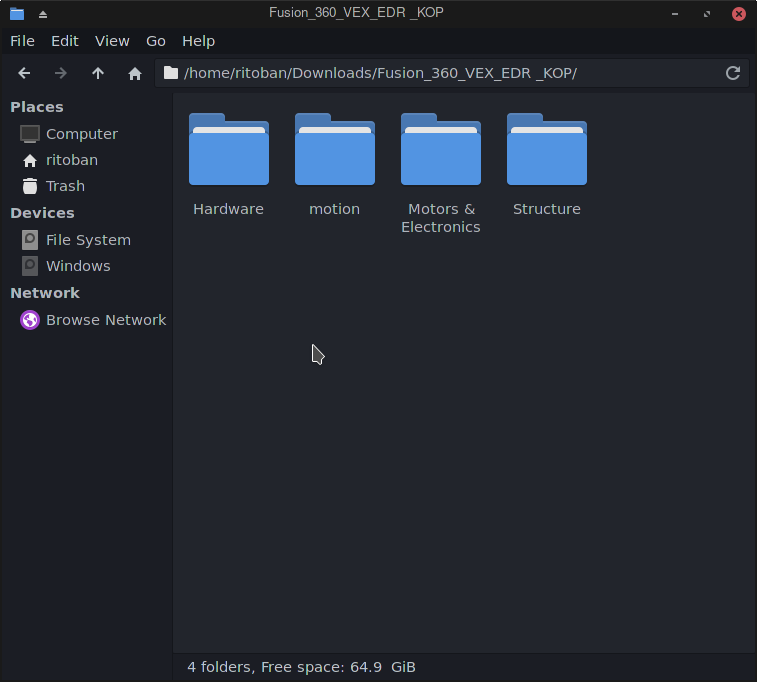 Fusion_360_VEX_EDR _KOP
File Edit View Go Help
/home/ritoban/Downloads/Fusion_360_VEX_EDR _KOP/
Places
Computer
ritoban
Trash
Devices
File System
Windows
Network
Browse Network
Hardware
motion
Motors &
Electronics
Structure
4 folders, Free space: 64.9 GiB